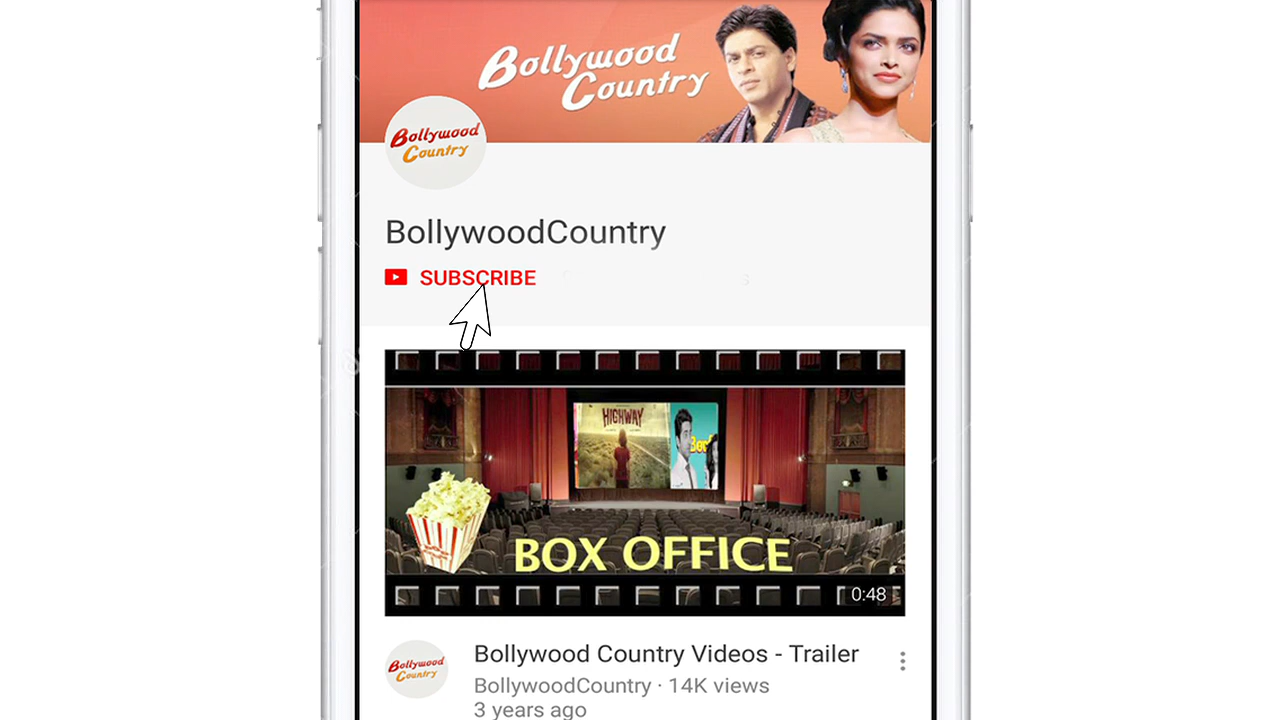 Bollywood
Country
Bollywood
Country
BollywoodCountry
SUBSCRIBE
HIGHWAY
BOX OFFICE
0:48
Bollywood Country Videos - Trailer
Bollywood
Country
BollywoodCountry · 14K views
3 years ago